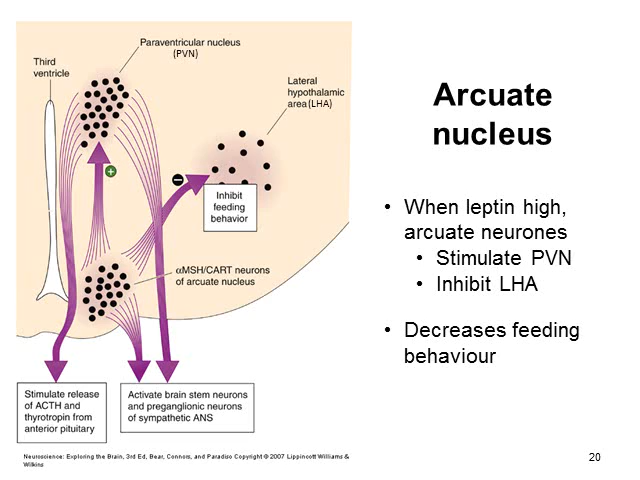 Paraventricular nucleus
(PVN)
Third
ventricle
Lateral
hypothalamic
area (LHA)
+
−
Inhibit
feeding
behavior
αMSH/CART neurons
of arcuate nucleus
Stimulate release
of ACTH and
thyrotropin from
anterior pituitary
Activate brain stem neurons
and preganglionic neurons
of sympathetic ANS
Neuroscience: Exploring the Brain, 3rd Ed, Bear, Connors, and Paradiso Copyright © 2007 Lippincott Williams &
Wilkins
Arcuate
nucleus
• When leptin high,
arcuate neurones
• Stimulate PVN
• Inhibit LHA
• Decreases feeding
behaviour
20